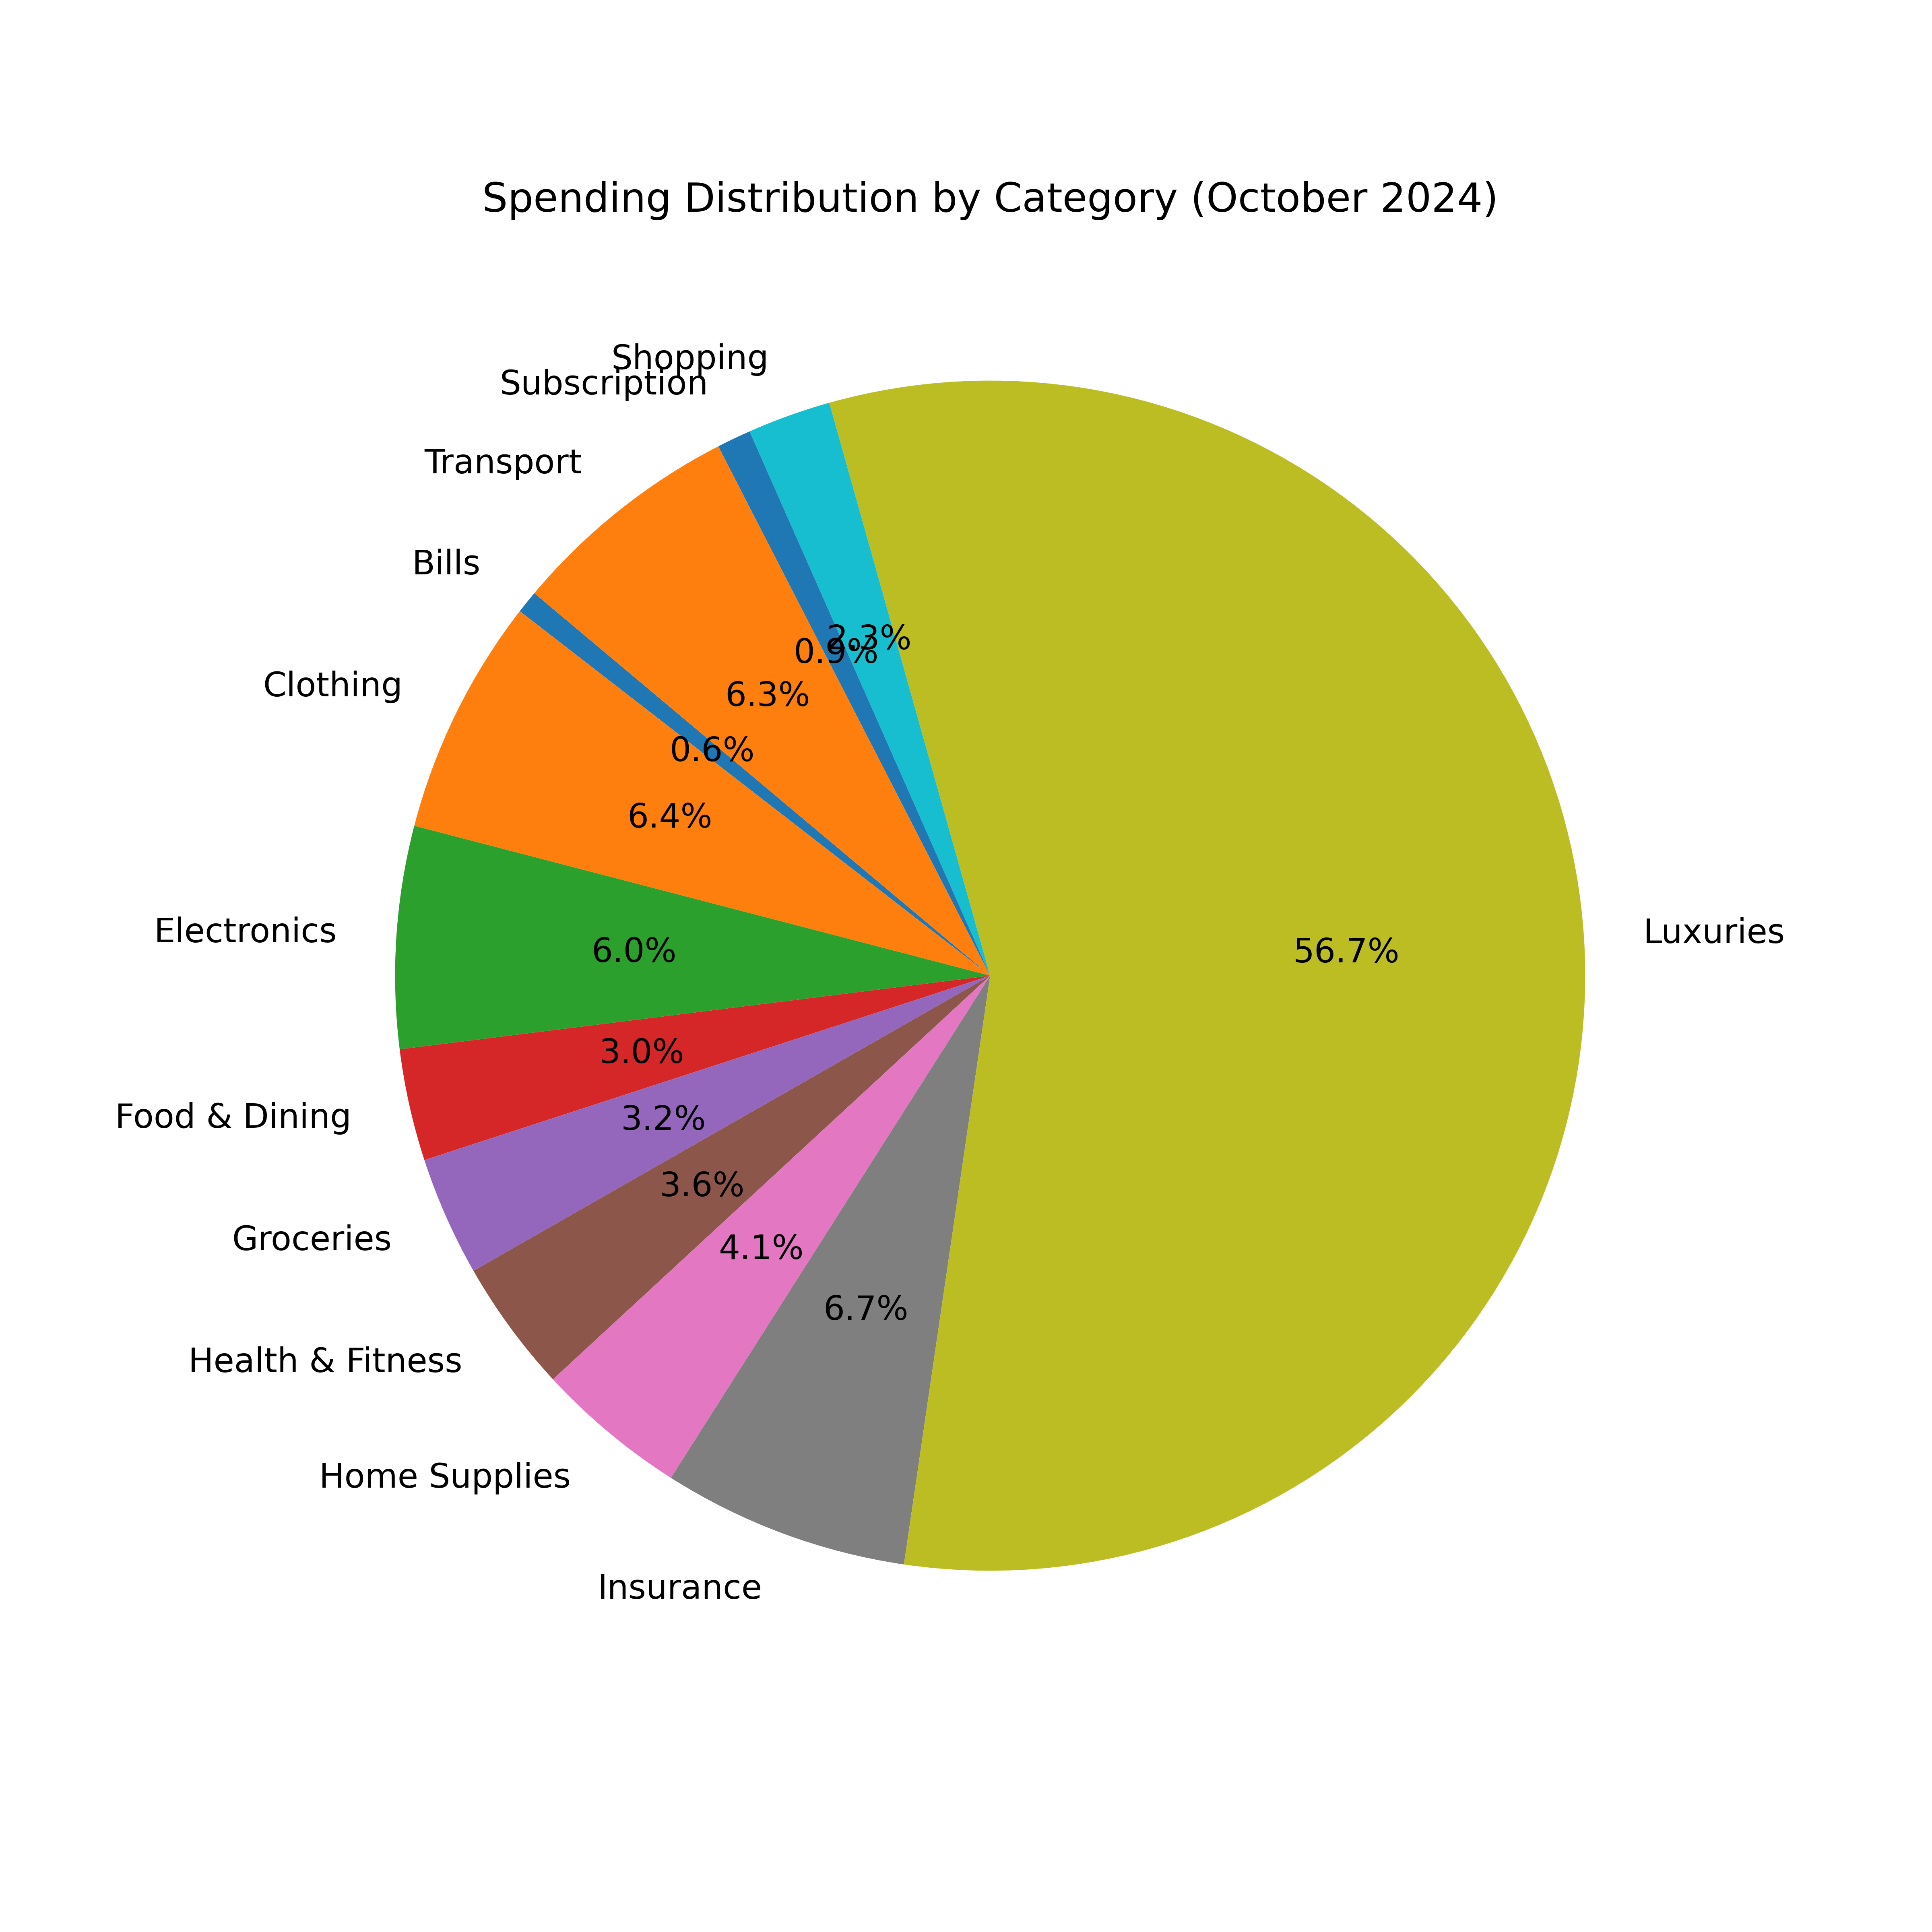 Spending Distribution by Category (October 2024)
Shopping
Subscription
Transport
Bills
Clothing
Electronics
Food & Dining
Groceries
Health & Fitness
Home Supplies
Insurance
Luxuries
2.3%
0.9%
6.3%
0.6%
6.4%
6.0%
3.0%
3.2%
3.6%
4.1%
6.7%
56.7%